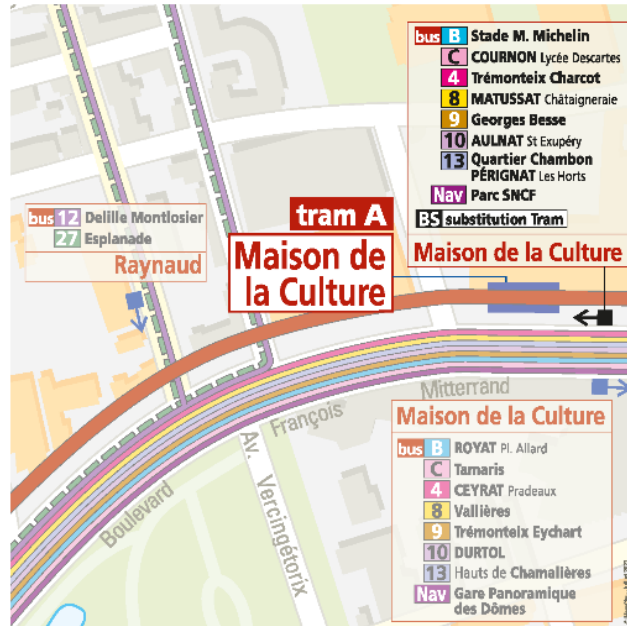 bus B Stade M. Michelin
C COURNON Lycée Descartes
4 Trémonteix Charcot
8 MATUSSAT Châtaigneraie
9 Georges Besse
10 AULNAT St Exupéry
13 Quartier Chambon
PÉRIGNAT Les Horts
Nav Parc SNCF
BS substitution Tram
Maison de la Culture
bus 12 Delille Montlosier
27 Esplanade
Raynaud
tram A
Maison de
la Culture
Boulevard François Mitterrand
Av. Vercingétorix
Maison de la Culture
bus B ROYAT Pl. Allard
C Tamaris
4 CEYRAT Pradeaux
8 Vallières
9 Trémonteix Eychart
10 DURTOL
13 Hauts de Chamalières
Nav Gare Panoramique
des Dômes